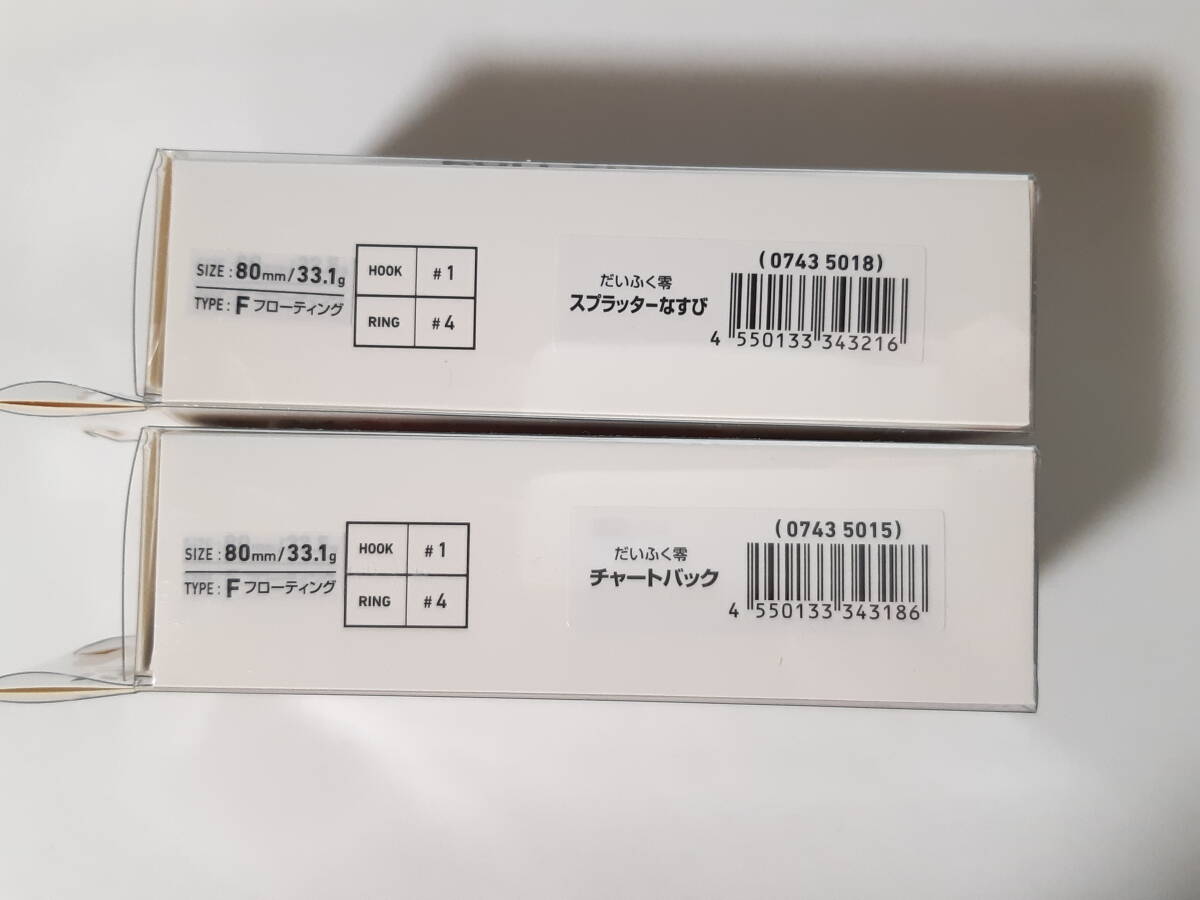 SIZE : 80mm/33.1g
TYPE : F フローティング
HOOK #1
RING #4
だいふく零
スプラッターなすび
(0743 5018)
4 550133 343216
SIZE : 80mm/33.1g
TYPE : F フローティング
HOOK #1
RING #4
だいふく零
チャートバック
(0743 5015)
4 550133 343186